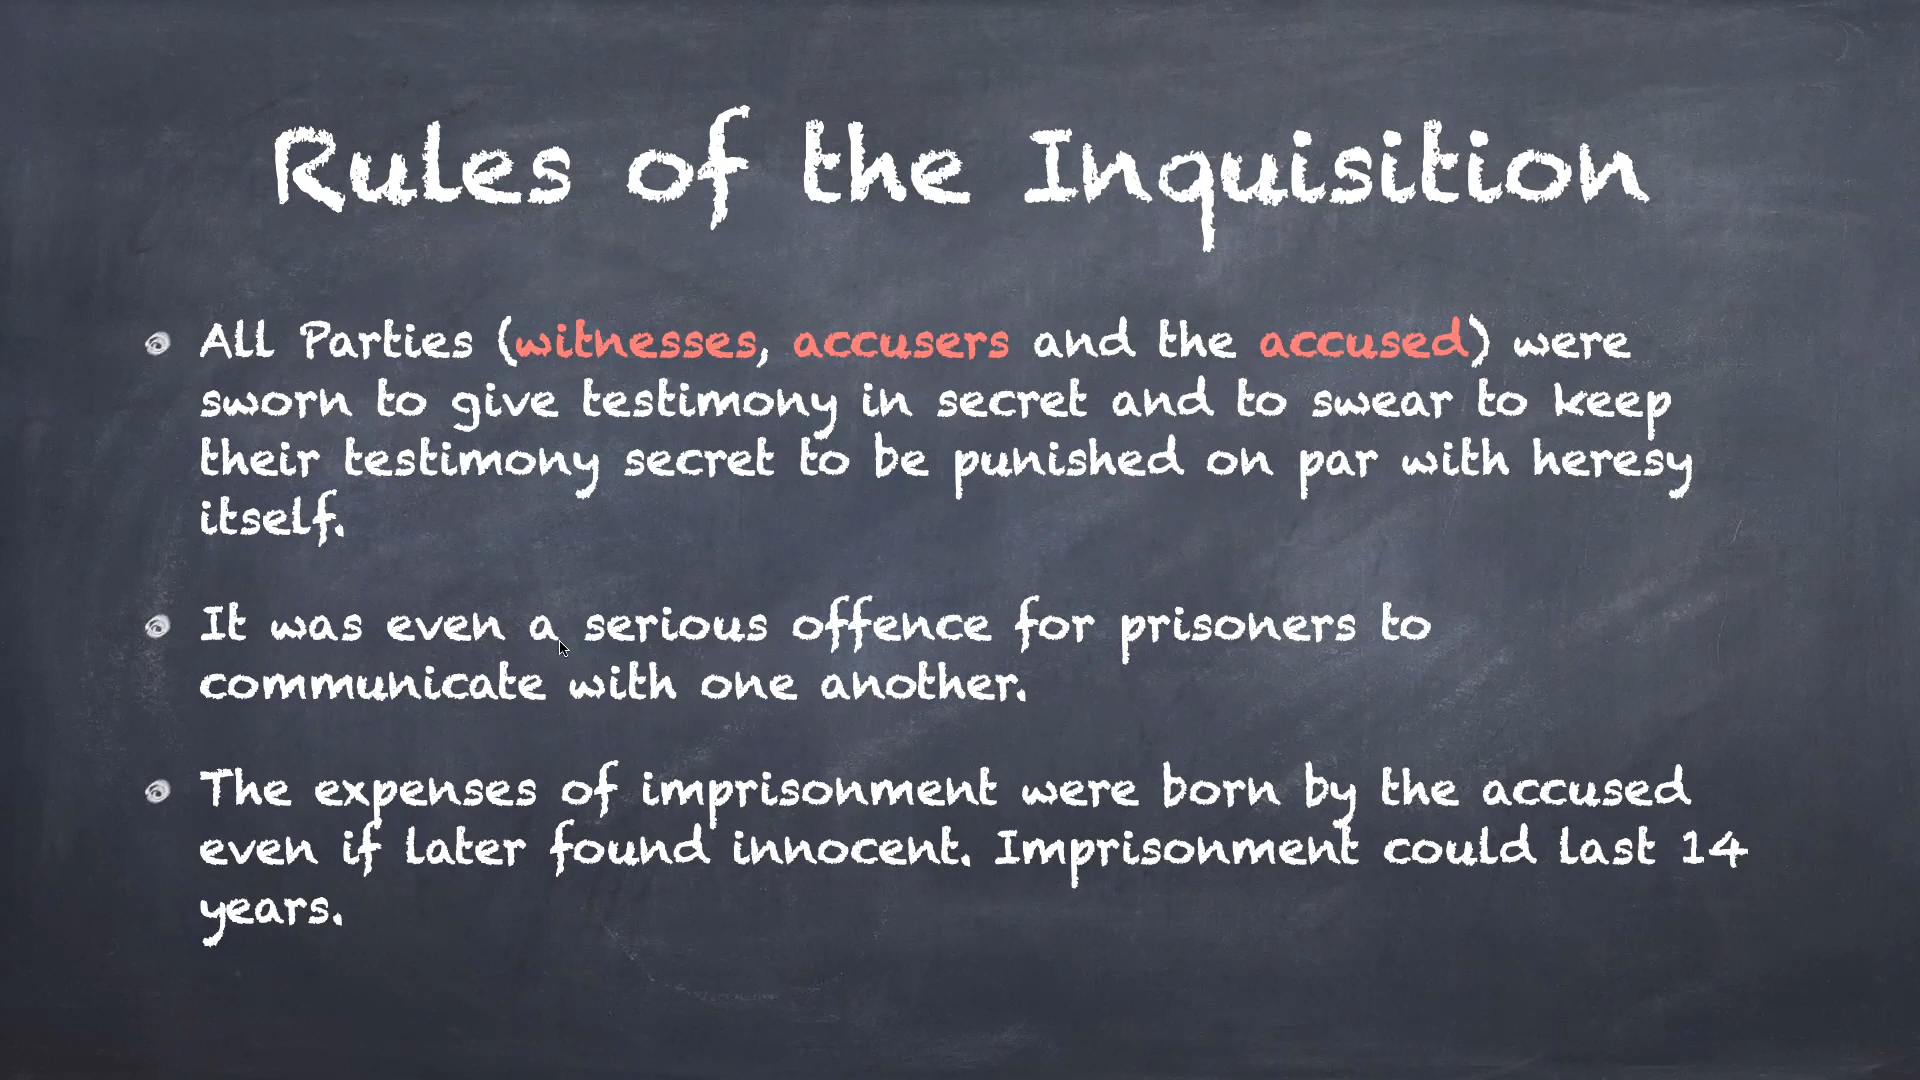 Rules of the Inquisition
All Parties (witnesses, accusers and the accused) were
sworn to give testimony in secret and to swear to keep
their testimony secret to be punished on par with heresy
itself.
It was even a serious offence for prisoners to
communicate with one another.
The expenses of imprisonment were born by the accused
even if later found innocent. Imprisonment could last 14
years.